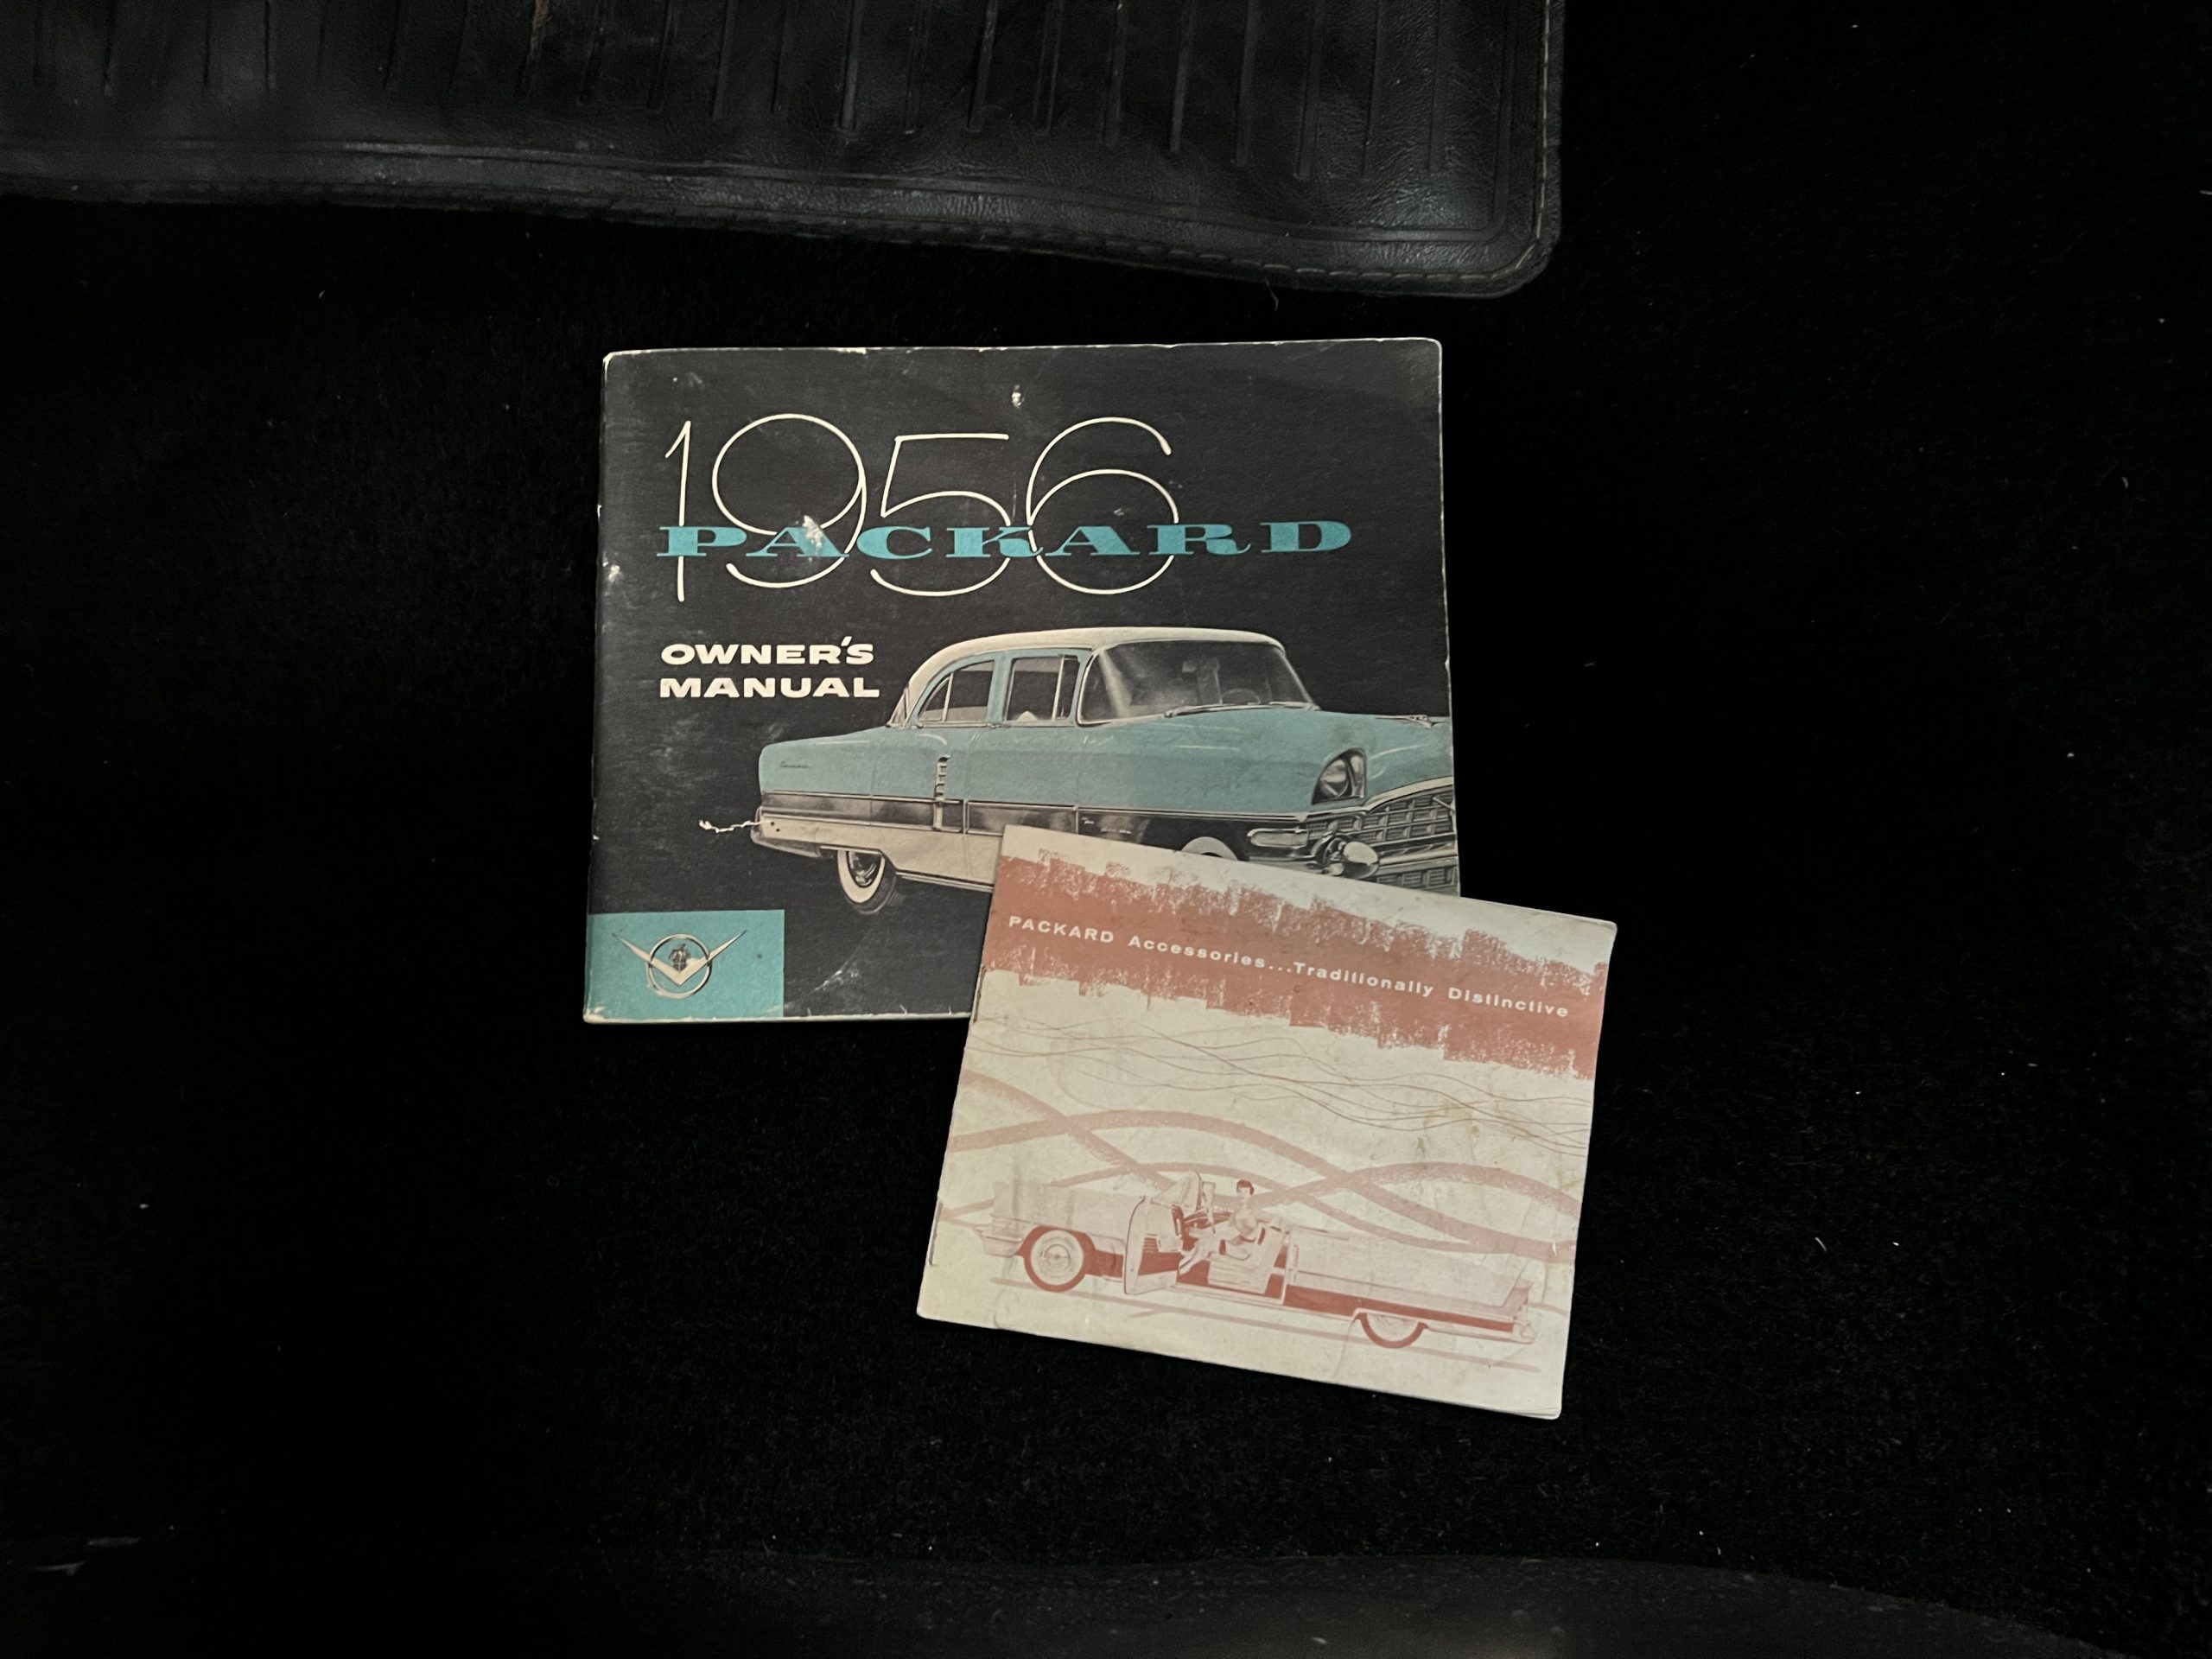 1956
PACKARD
OWNER'S
MANUAL
PACKARD Accessories...Traditionally Distinctive